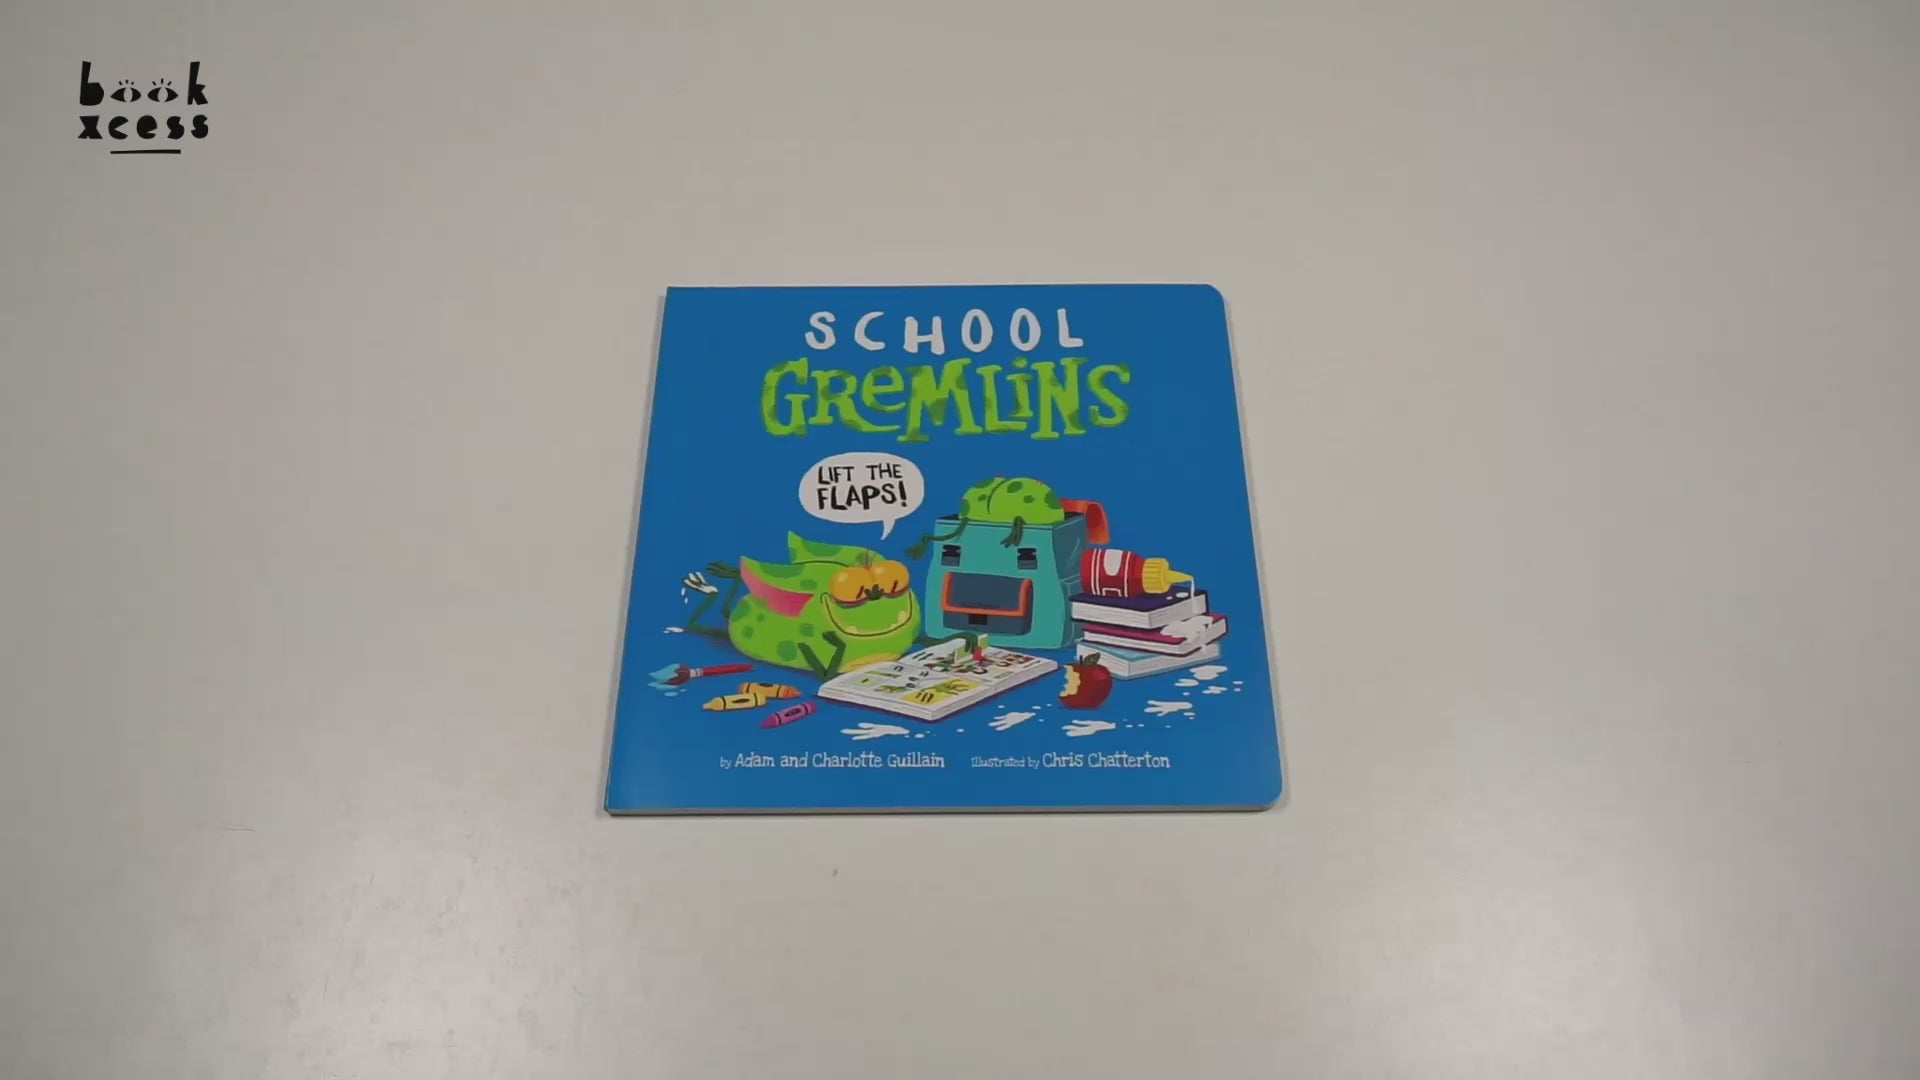 book
xcess
SCHOOL
GREMLiNS
LIFT THE
FLAPS!
by Adam and Charlotte Guillain illustrated by Chris Chatterton